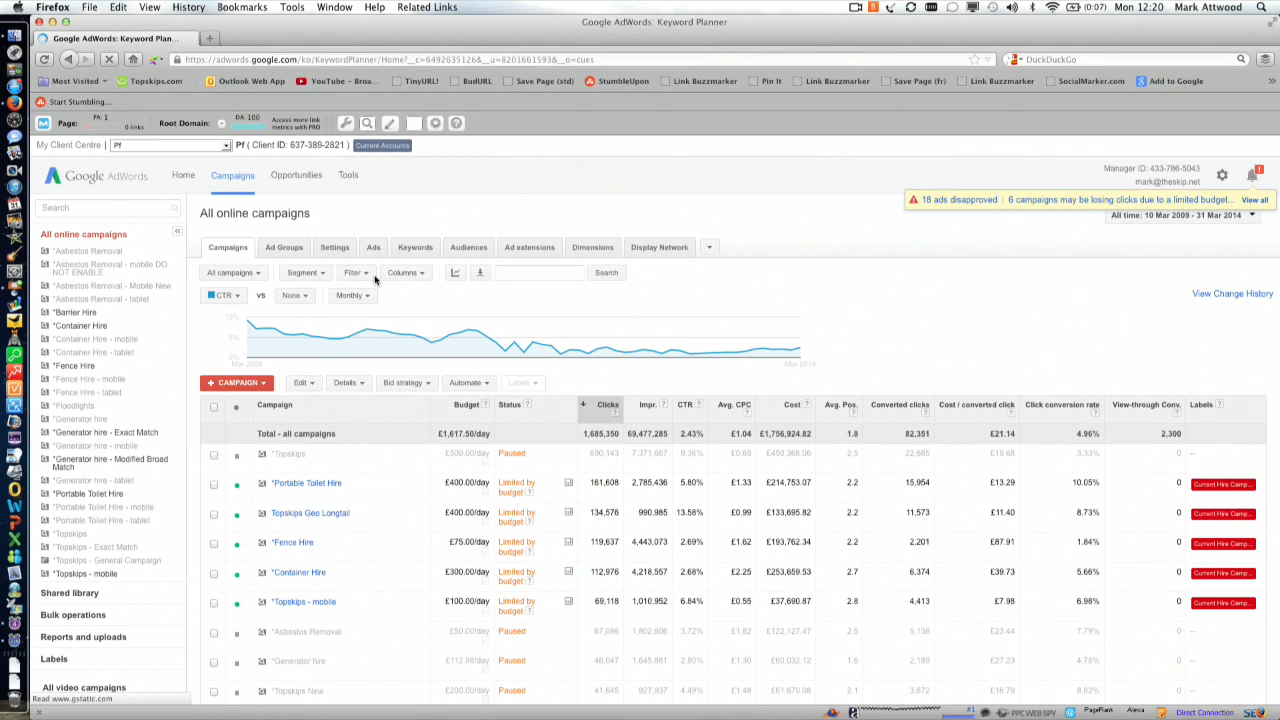 Firefox File Edit View History Bookmarks Tools Window Help Related Links (0:07) Mon 12:20 Mark Attwood
Google AdWords: Keyword Planner
Google AdWords: Keyword Plan...
https://adwords.google.com/ko/KeywordPlanner/Home?__c=6492831126&__u=8201661593&__o=cues DuckDuckGo
Most Visited Topskips.com Outlook Web App YouTube – Broa... TinyURL! BudURL Save Page (std) StumbleUpon Link Buzzmarker Pin It Link Buzzmarker Save Page (fr) Link Buzzmarker SocialMarker.com Add to Google
Start Stumbling...
Page: PA: 1 0 links Root Domain: DA: 100 Access more link metrics with PRO
My Client Centre | Pf Pf ( Client ID: 637-389-2821 ) Current Accounts
Google AdWords Home Campaigns Opportunities Tools
Manager ID: 433-786-5043
mark@theskip.net
18 ads disapproved | 6 campaigns may be losing clicks due to a limited budget... View all
Search
All online campaigns
All time: 10 Mar 2009 - 31 Mar 2014
All online campaigns
*Asbestos Removal
*Asbestos Removal - mobile DO NOT ENABLE
*Asbestos Removal - Mobile New
*Asbestos Removal - tablet
*Barrier Hire
*Container Hire
*Container Hire - mobile
*Container Hire - tablet
*Fence Hire
*Fence Hire - mobile
*Fence Hire - tablet
*Floodlights
*Generator hire
*Generator hire - Exact Match
*Generator hire - mobile
*Generator hire - Modified Broad Match
*Generator hire - tablet
*Portable Toilet Hire
*Portable Toilet Hire - mobile
*Portable Toilet Hire - tablet
*Topskips
*Topskips - Exact Match
*Topskips - General Campaign
*Topskips - mobile
Shared library
Bulk operations
Reports and uploads
Labels
All video campaigns
Read www.gstatic.com
Campaigns Ad Groups Settings Ads Keywords Audiences Ad extensions Dimensions Display Network
All campaigns Segment Filter Columns Search
CTR VS None Monthly
View Change History
10%
5%
0%
Mar 2009 Mar 2014
+ CAMPAIGN Edit Details Bid strategy Automate Labels
Campaign Budget Status Clicks Impr. CTR Avg. CPC Cost Avg. Pos. Converted clicks Cost / converted click Click conversion rate View-through Conv. Labels
Total - all campaigns £1,617.50/day 1,685,350 69,477,285 2.43% £1.04 £1,756,924.82 1.8 82,351 £21.14 4.96% 2,300
*Topskips £500.00/day Paused 690,143 7,371,667 9.36% £0.65 £450,366.06 2.5 22,685 £19.68 3.33% 0 --
*Portable Toilet Hire £400.00/day Limited by budget 161,608 2,785,436 5.80% £1.33 £214,753.07 2.2 15,954 £13.29 10.05% 0 Current Hire Camp...
Topskips Geo Longtail £400.00/day Limited by budget 134,576 990,985 13.58% £0.99 £133,695.82 2.2 11,573 £11.40 8.73% 0 Current Hire Camp...
*Fence Hire £75.00/day Limited by budget 119,637 4,443,073 2.69% £1.62 £193,762.34 2.2 2,201 £87.91 1.84% 0 Current Hire Camp...
*Container Hire £300.00/day Limited by budget 112,976 4,218,557 2.68% £2.25 £253,659.53 2.7 6,374 £39.73 5.66% 0 Current Hire Camp...
*Topskips - mobile £100.00/day Limited by budget 69,118 1,010,952 6.84% £0.55 £37,690.87 2.8 4,413 £7.98 6.98% 0 Current Hire Camp...
*Asbestos Removal £50.00/day Paused 67,088 1,802,606 3.72% £1.82 £122,127.47 2.5 5,138 £23.44 7.79% 0 --
*Generator hire £112.98/day Paused 46,047 1,645,881 2.80% £1.30 £60,032.12 1.6 2,189 £27.23 4.78% 0 --
*Topskips New £200.00/day Paused 41,645 927,937 4.49% £1.48 £61,670.08 2.1 3,672 £16.79 8.82% 0 --
#1 PPC WEB SPY PageRank Alexa Direct Connection SEO